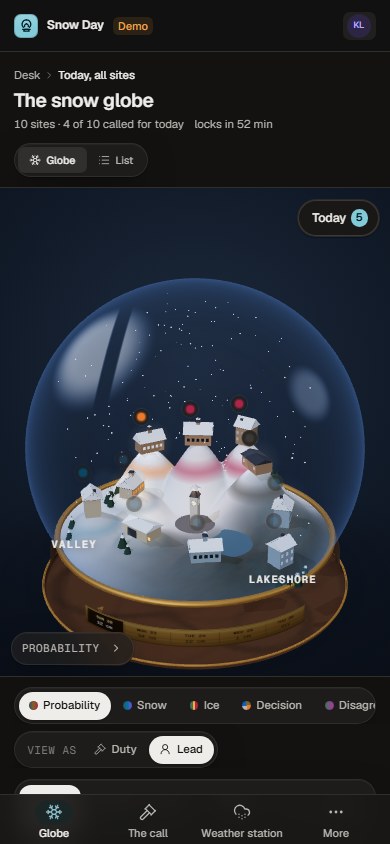 Snow Day Demo KL
Desk > Today, all sites
The snow globe
10 sites · 4 of 10 called for today locks in 52 min
Globe List
Today 5
VALLEY
LAKESHORE
PROBABILITY >
Probability Snow Ice Decision Disagre
VIEW AS Duty Lead
Globe The call Weather station More